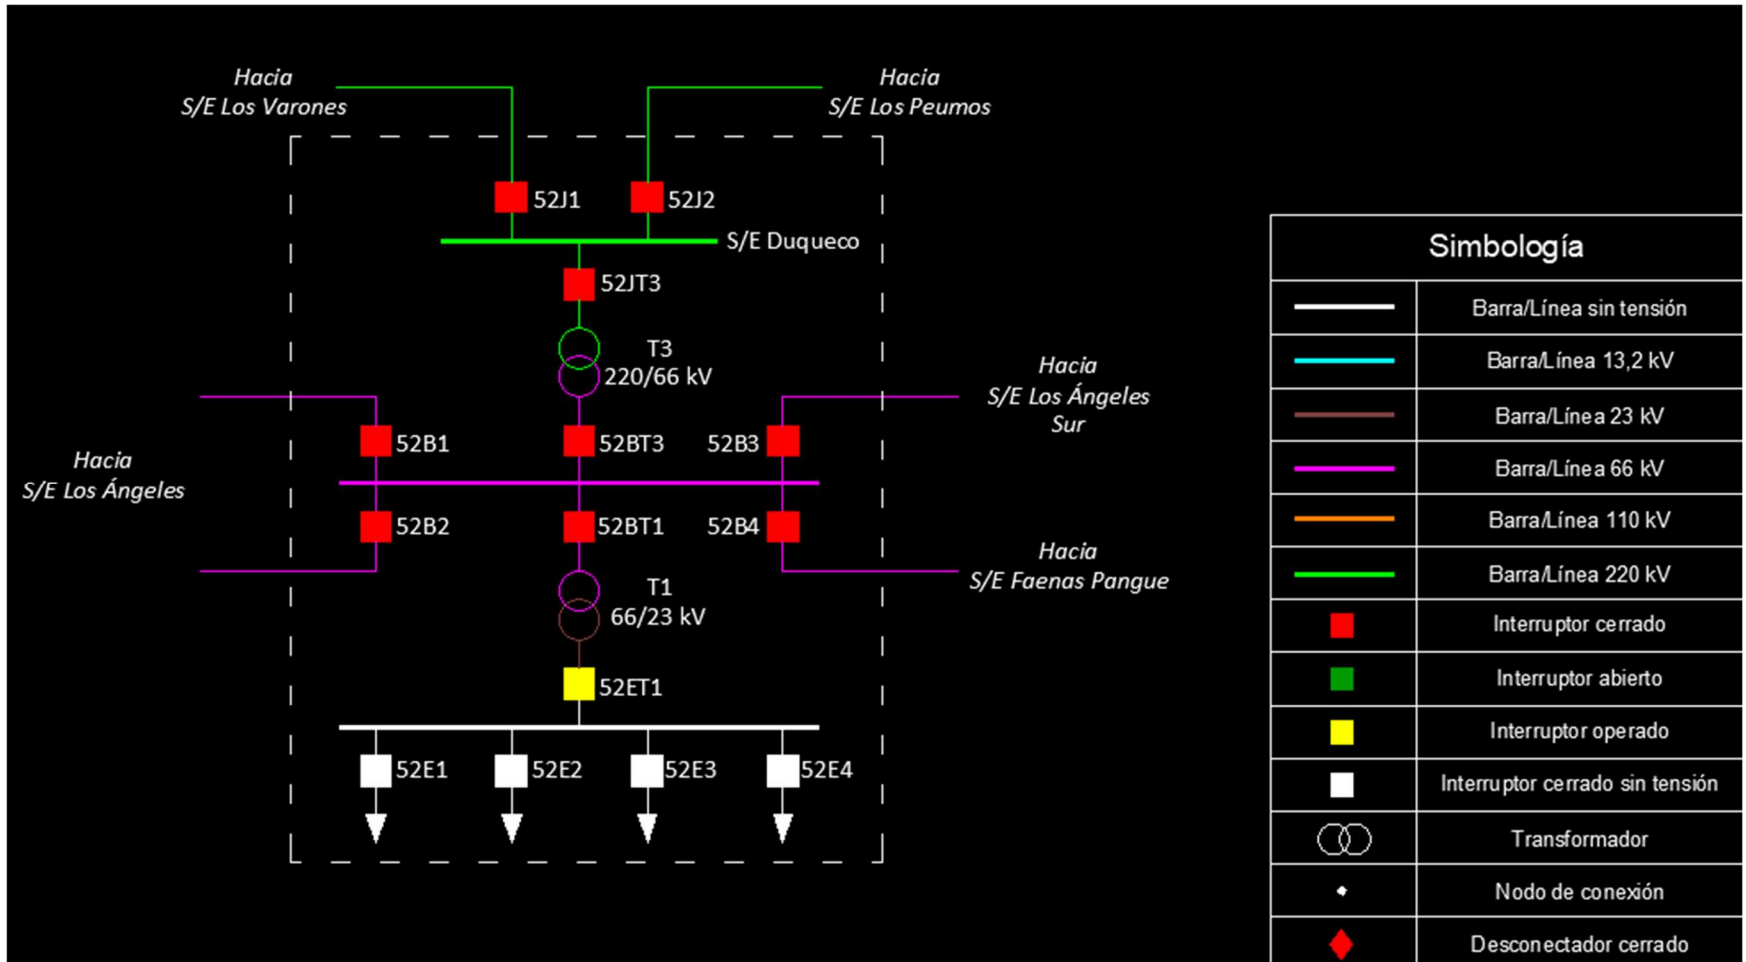 Hacia
S/E Los Varones
Hacia
S/E Los Peumos
52J1
52J2
S/E Duqueco
52JT3
T3
220/66 kV
Hacia
S/E Los Ángeles
Sur
52B1
52BT3
52B3
Hacia
S/E Los Ángeles
52B2
52BT1
52B4
Hacia
S/E Faenas Pangue
T1
66/23 kV
52ET1
52E1
52E2
52E3
52E4
Simbología
Barra/Línea sin tensión
Barra/Línea 13,2 kV
Barra/Línea 23 kV
Barra/Línea 66 kV
Barra/Línea 110 kV
Barra/Línea 220 kV
Interruptor cerrado
Interruptor abierto
Interruptor operado
Interruptor cerrado sin tensión
Transformador
Nodo de conexión
Desconectador cerrado